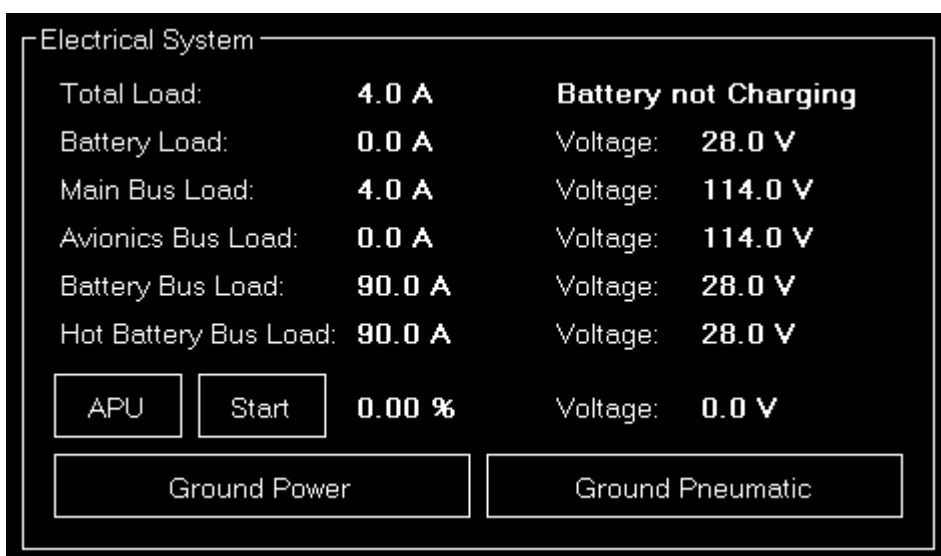 Electrical System
Total Load: 4.0 A Battery not Charging
Battery Load: 0.0 A Voltage: 28.0 V
Main Bus Load: 4.0 A Voltage: 114.0 V
Avionics Bus Load: 0.0 A Voltage: 114.0 V
Battery Bus Load: 90.0 A Voltage: 28.0 V
Hot Battery Bus Load: 90.0 A Voltage: 28.0 V
APU Start 0.00 % Voltage: 0.0 V
Ground Power Ground Pneumatic